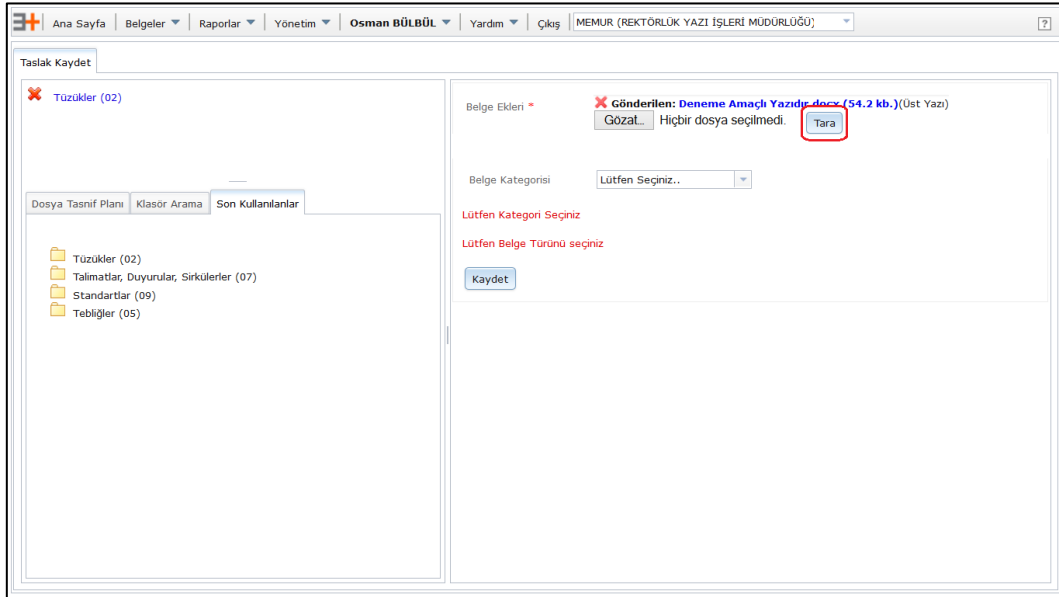 Ana Sayfa Belgeler Raporlar Yönetim Osman BÜLBÜL Yardım Çıkış MEMUR (REKTÖRLÜK YAZI İŞLERİ MÜDÜRLÜĞÜ) ?
Taslak Kaydet
Tüzükler (02)
Dosya Tasnif Planı Klasör Arama Son Kullanılanlar
Tüzükler (02)
Talimatlar, Duyurular, Sirkülerler (07)
Standartlar (09)
Tebliğler (05)
Belge Ekleri * Gönderilen: Deneme Amaçlı Yazıdır.docx (54.2 kb.)(Üst Yazı)
Gözat... Hiçbir dosya seçilmedi. Tara
Belge Kategorisi Lütfen Seçiniz..
Lütfen Kategori Seçiniz
Lütfen Belge Türünü seçiniz
Kaydet